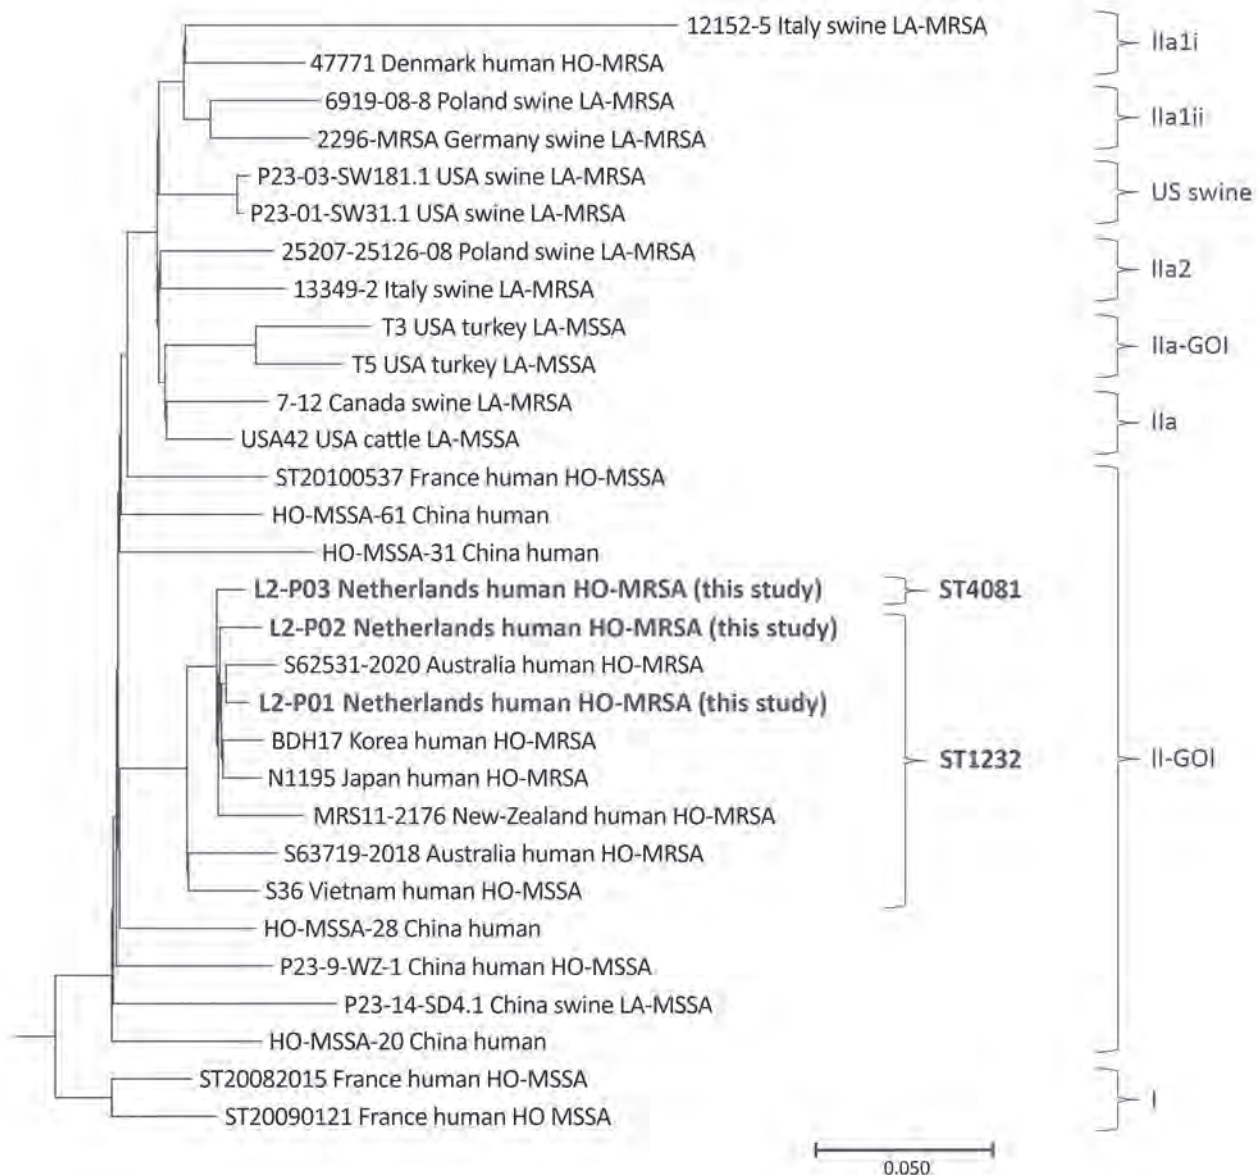 12152-5 Italy swine LA-MRSA
47771 Denmark human HO-MRSA
IIa1i
6919-08-8 Poland swine LA-MRSA
2296-MRSA Germany swine LA-MRSA
IIa1ii
P23-03-SW181.1 USA swine LA-MRSA
P23-01-SW31.1 USA swine LA-MRSA
US swine
25207-25126-08 Poland swine LA-MRSA
13349-2 Italy swine LA-MRSA
IIa2
T3 USA turkey LA-MSSA
T5 USA turkey LA-MSSA
IIa-GOI
7-12 Canada swine LA-MRSA
USA42 USA cattle LA-MSSA
IIa
ST20100537 France human HO-MSSA
HO-MSSA-61 China human
HO-MSSA-31 China human
L2-P03 Netherlands human HO-MRSA (this study)
ST4081
L2-P02 Netherlands human HO-MRSA (this study)
S62531-2020 Australia human HO-MRSA
L2-P01 Netherlands human HO-MRSA (this study)
BDH17 Korea human HO-MRSA
ST1232
II-GOI
N1195 Japan human HO-MRSA
MRS11-2176 New-Zealand human HO-MRSA
S63719-2018 Australia human HO-MRSA
S36 Vietnam human HO-MSSA
HO-MSSA-28 China human
P23-9-WZ-1 China human HO-MSSA
P23-14-SD4.1 China swine LA-MSSA
HO-MSSA-20 China human
ST20082015 France human HO-MSSA
ST20090121 France human HO MSSA
I
0.050